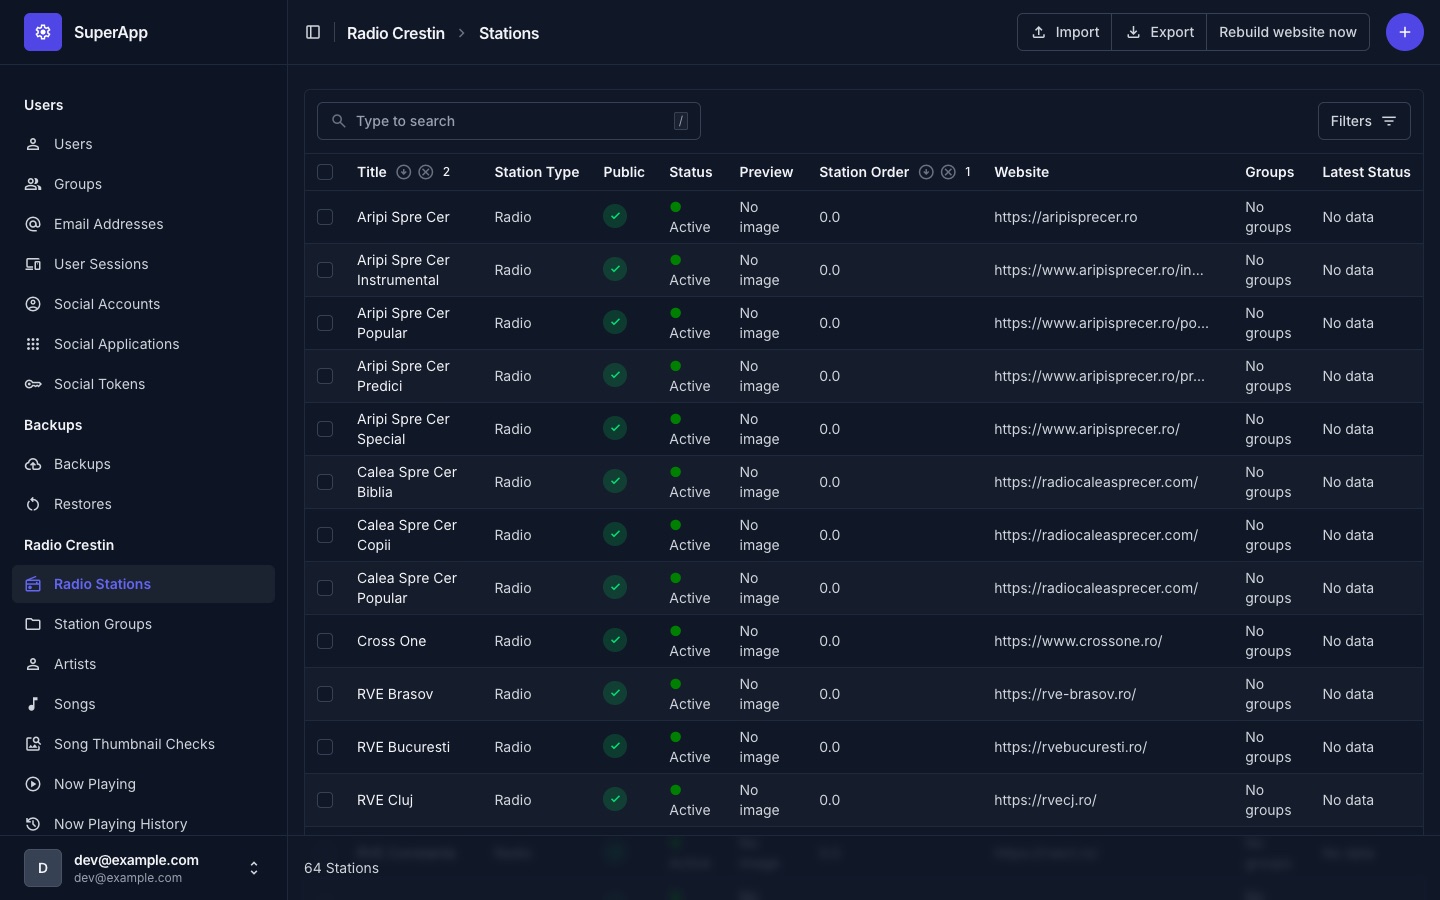 SuperApp
Radio Crestin
Stations
Import
Export
Rebuild website now
Users
Users
Groups
Email Addresses
User Sessions
Social Accounts
Social Applications
Social Tokens
Backups
Backups
Restores
Radio Crestin
Radio Stations
Station Groups
Artists
Songs
Song Thumbnail Checks
Now Playing
Now Playing History
D
dev@example.com
dev@example.com
Type to search
/
Filters
Title 2 Station Type Public Status Preview Station Order 1 Website Groups Latest Status
Aripi Spre Cer Radio Active No image 0.0 https://aripisprecer.ro No groups No data
Aripi Spre Cer Instrumental Radio Active No image 0.0 https://www.aripisprecer.ro/in... No groups No data
Aripi Spre Cer Popular Radio Active No image 0.0 https://www.aripisprecer.ro/po... No groups No data
Aripi Spre Cer Predici Radio Active No image 0.0 https://www.aripisprecer.ro/pr... No groups No data
Aripi Spre Cer Special Radio Active No image 0.0 https://www.aripisprecer.ro/ No groups No data
Calea Spre Cer Biblia Radio Active No image 0.0 https://radiocaleasprecer.com/ No groups No data
Calea Spre Cer Copii Radio Active No image 0.0 https://radiocaleasprecer.com/ No groups No data
Calea Spre Cer Popular Radio Active No image 0.0 https://radiocaleasprecer.com/ No groups No data
Cross One Radio Active No image 0.0 https://www.crossone.ro/ No groups No data
RVE Brasov Radio Active No image 0.0 https://rve-brasov.ro/ No groups No data
RVE Bucuresti Radio Active No image 0.0 https://rvebucuresti.ro/ No groups No data
RVE Cluj Radio Active No image 0.0 https://rvecj.ro/ No groups No data
64 Stations